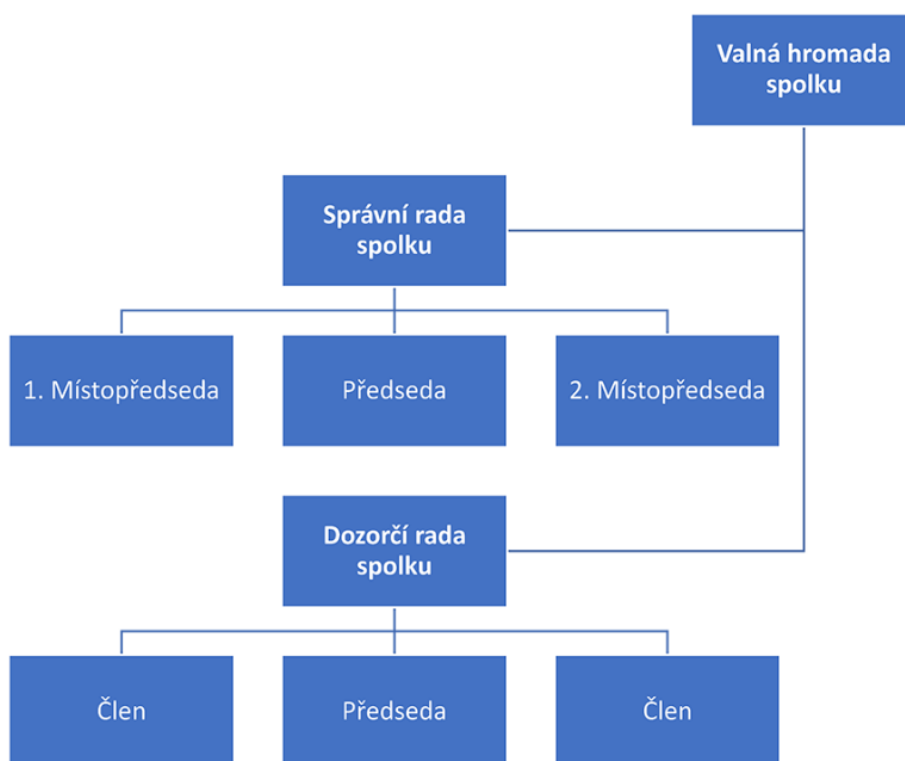 Valná hromada
spolku
Správní rada
spolku
1. Místopředseda
Předseda
2. Místopředseda
Dozorčí rada
spolku
Člen
Předseda
Člen